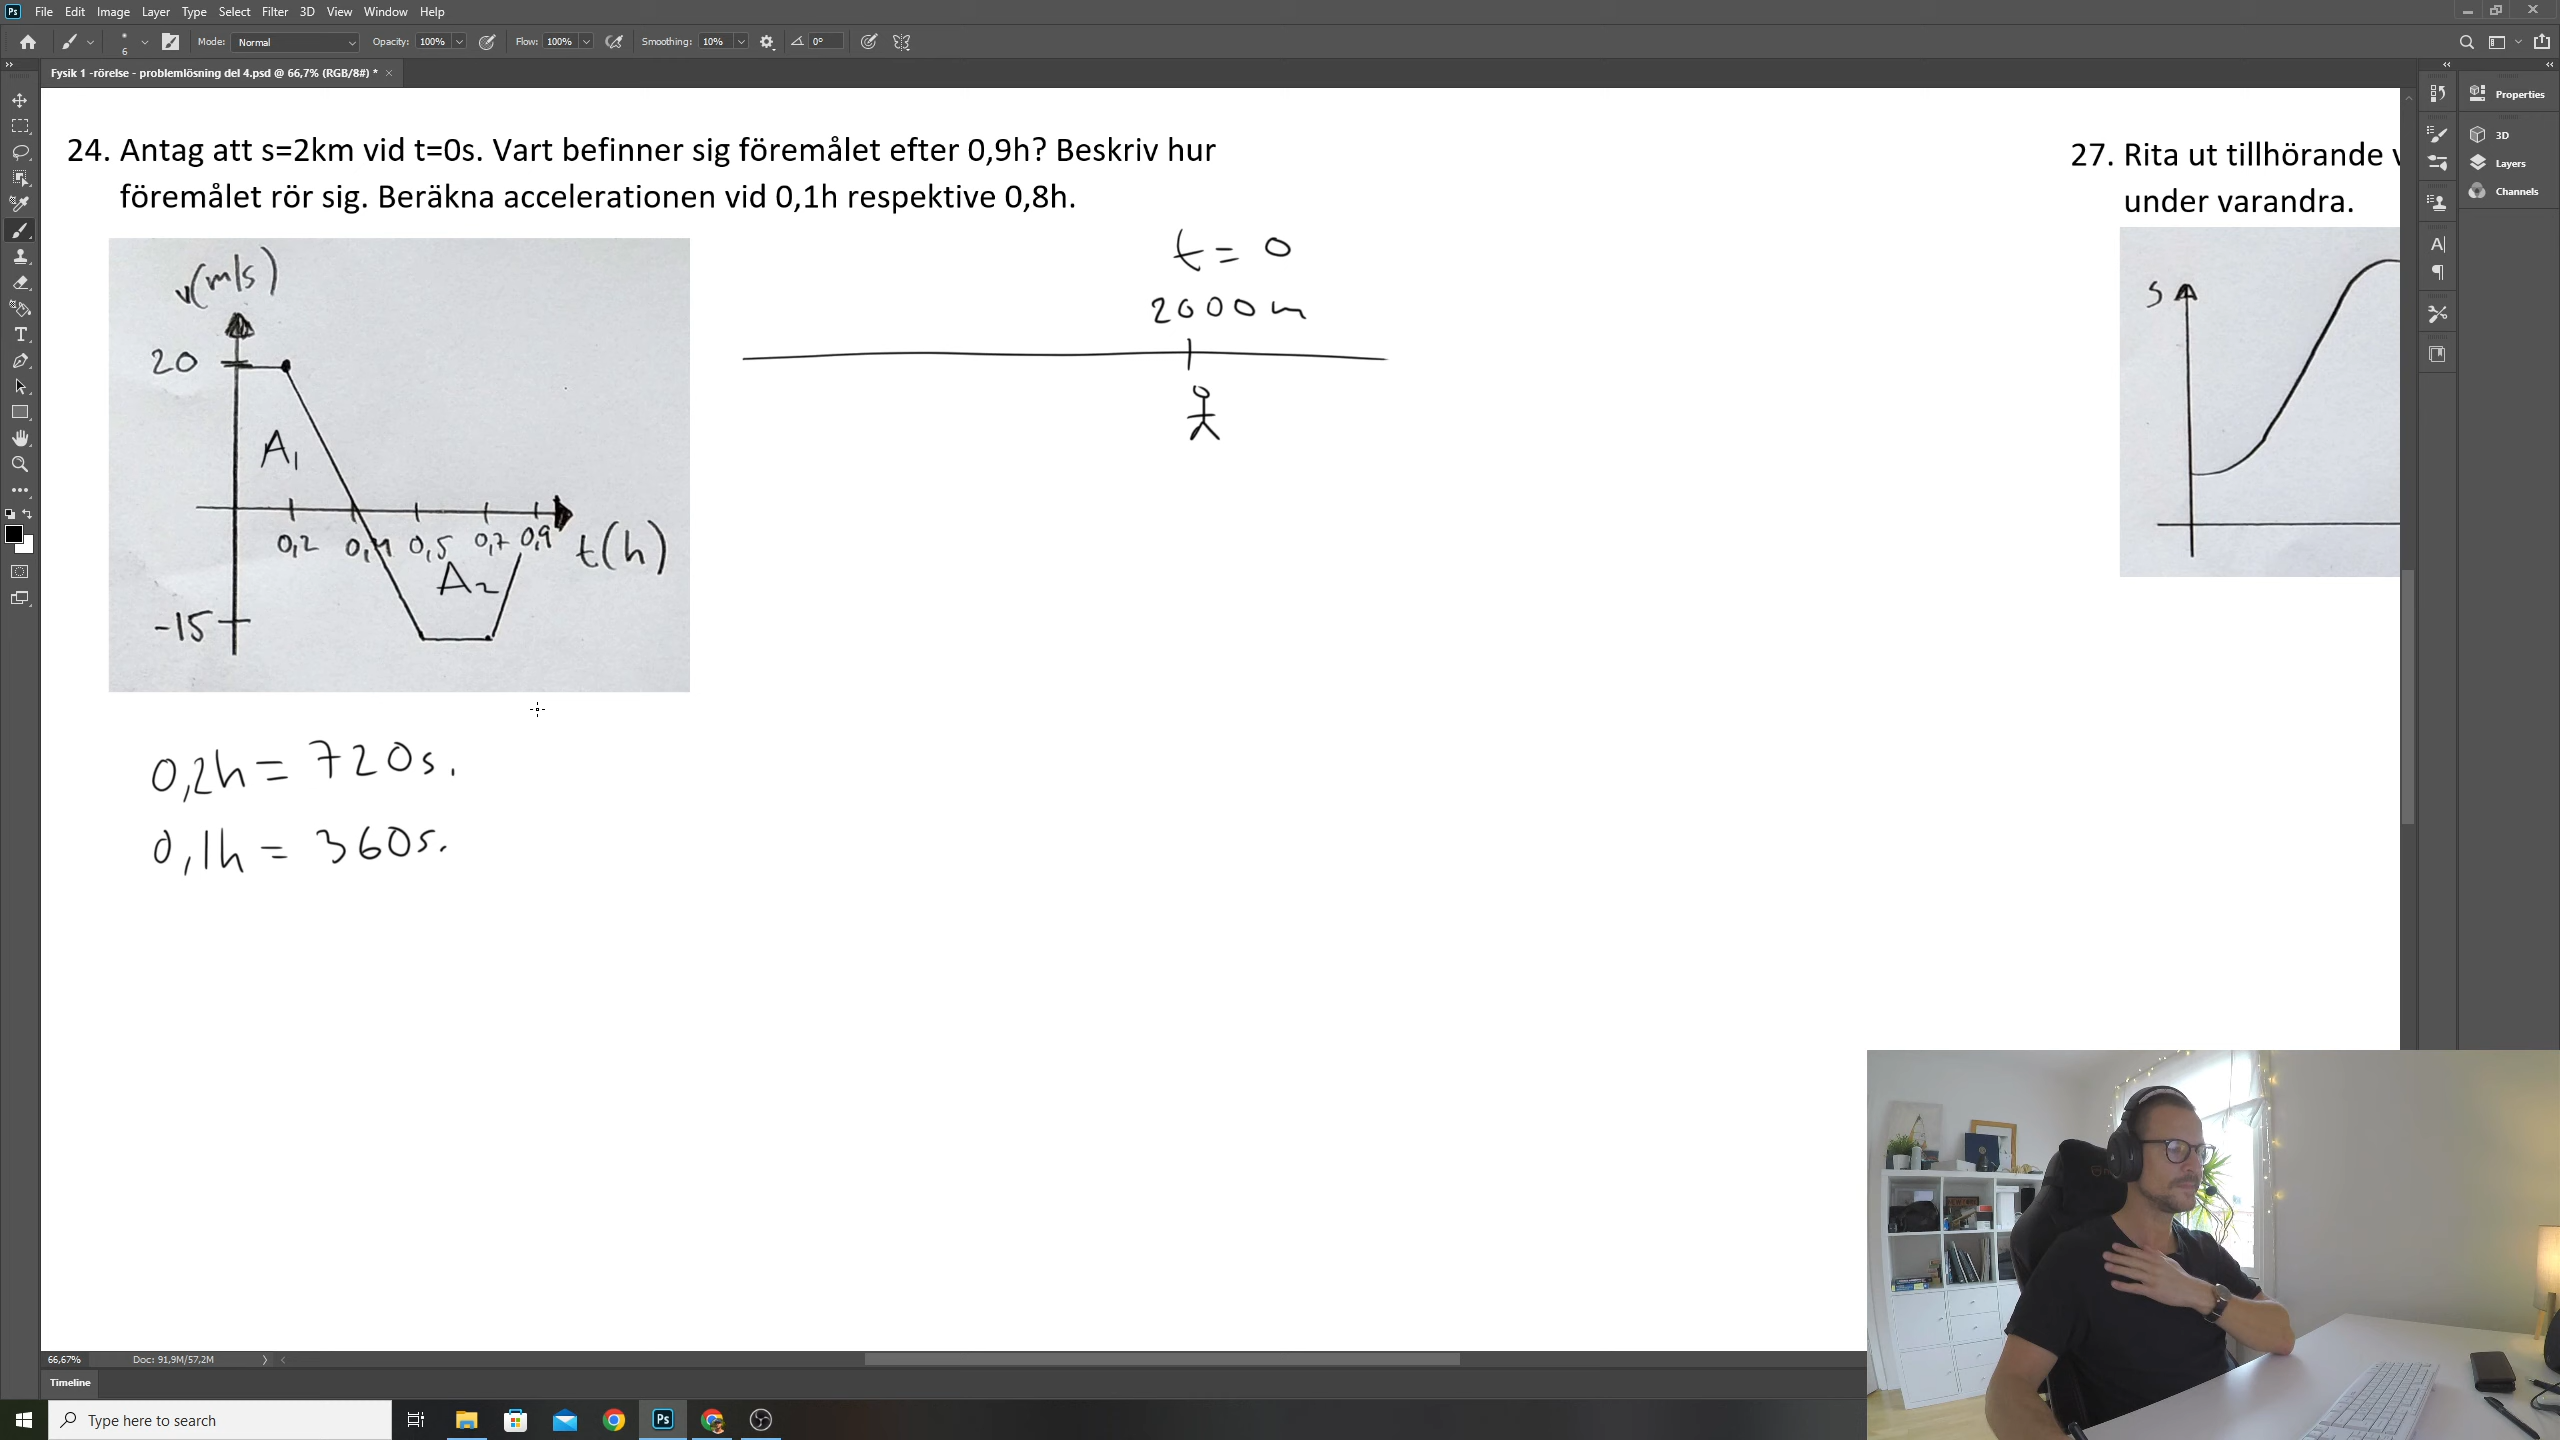 Ps File Edit Image Layer Type Select Filter 3D View Window Help
6 Mode: Normal Opacity: 100% Flow: 100% Smoothing: 10% 0°
Fysik 1 -rörelse - problemlösning del 4.psd @ 66,7% (RGB/8#) * ×
24. Antag att s=2km vid t=0s. Vart befinner sig föremålet efter 0,9h? Beskriv hur
föremålet rör sig. Beräkna accelerationen vid 0,1h respektive 0,8h.
v(m/s)
20
A1
0,2 0,4 0,5 0,7 0,9 t(h)
A2
-15
t = 0
2000 m
0,2h = 720s.
0,1h = 360s.
27. Rita ut tillhörande v
under varandra.
s
Properties
3D
Layers
Channels
66,67% Doc: 91,9M/57,2M
Timeline
Type here to search
Ps